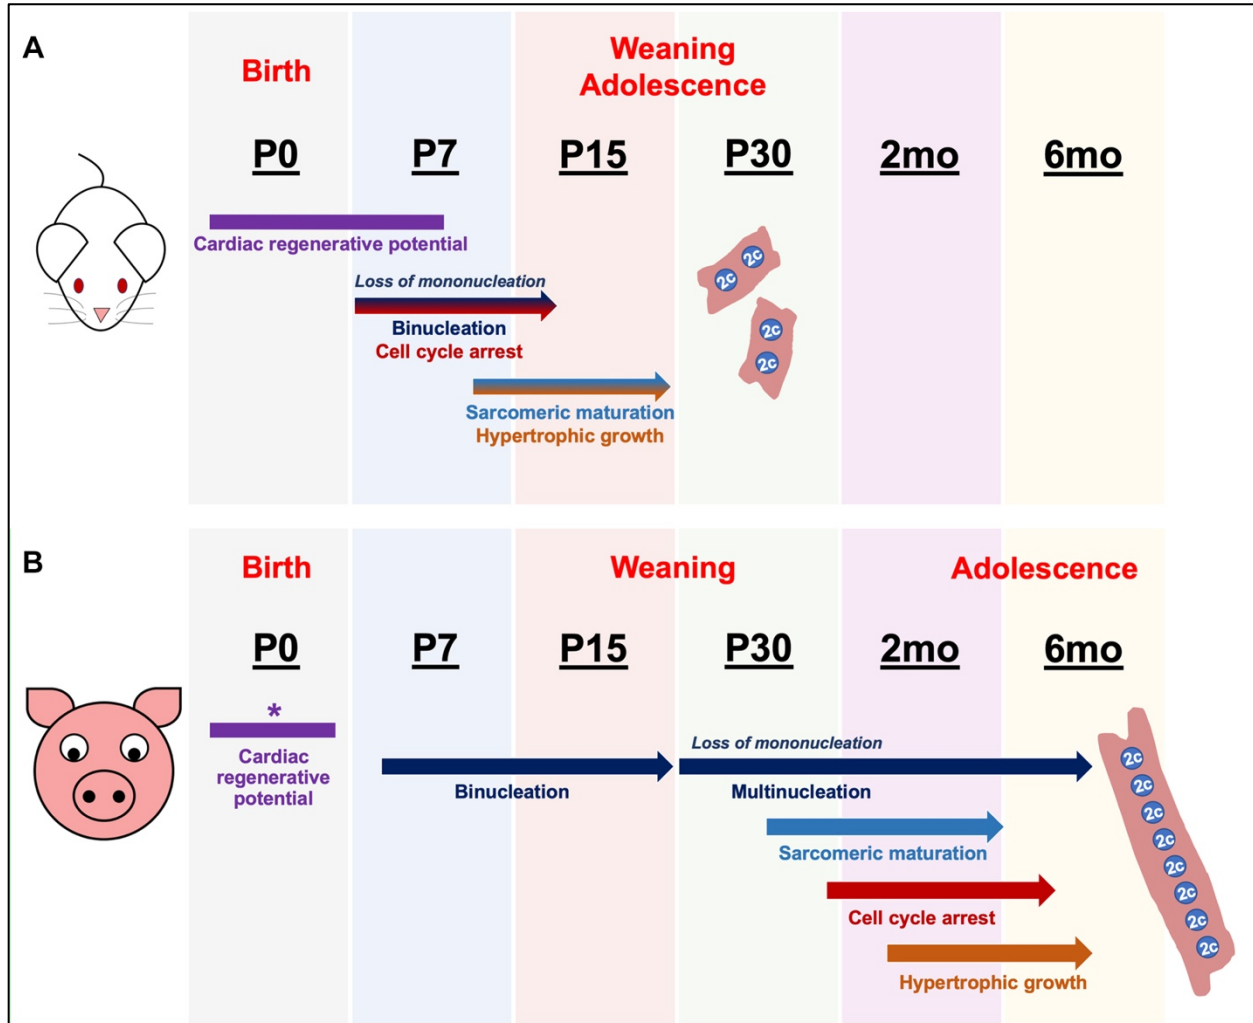 A
Birth
Weaning
Adolescence
P0
P7
P15
P30
2mo
6mo
Cardiac regenerative potential
Loss of mononucleation
Binucleation
Cell cycle arrest
Sarcomeric maturation
Hypertrophic growth
2c
2c
2c
2c
B
Birth
Weaning
Adolescence
P0
P7
P15
P30
2mo
6mo
*
Cardiac
regenerative
potential
Loss of mononucleation
Binucleation
Multinucleation
Sarcomeric maturation
Cell cycle arrest
Hypertrophic growth
2c
2c
2c
2c
2c
2c
2c
2c